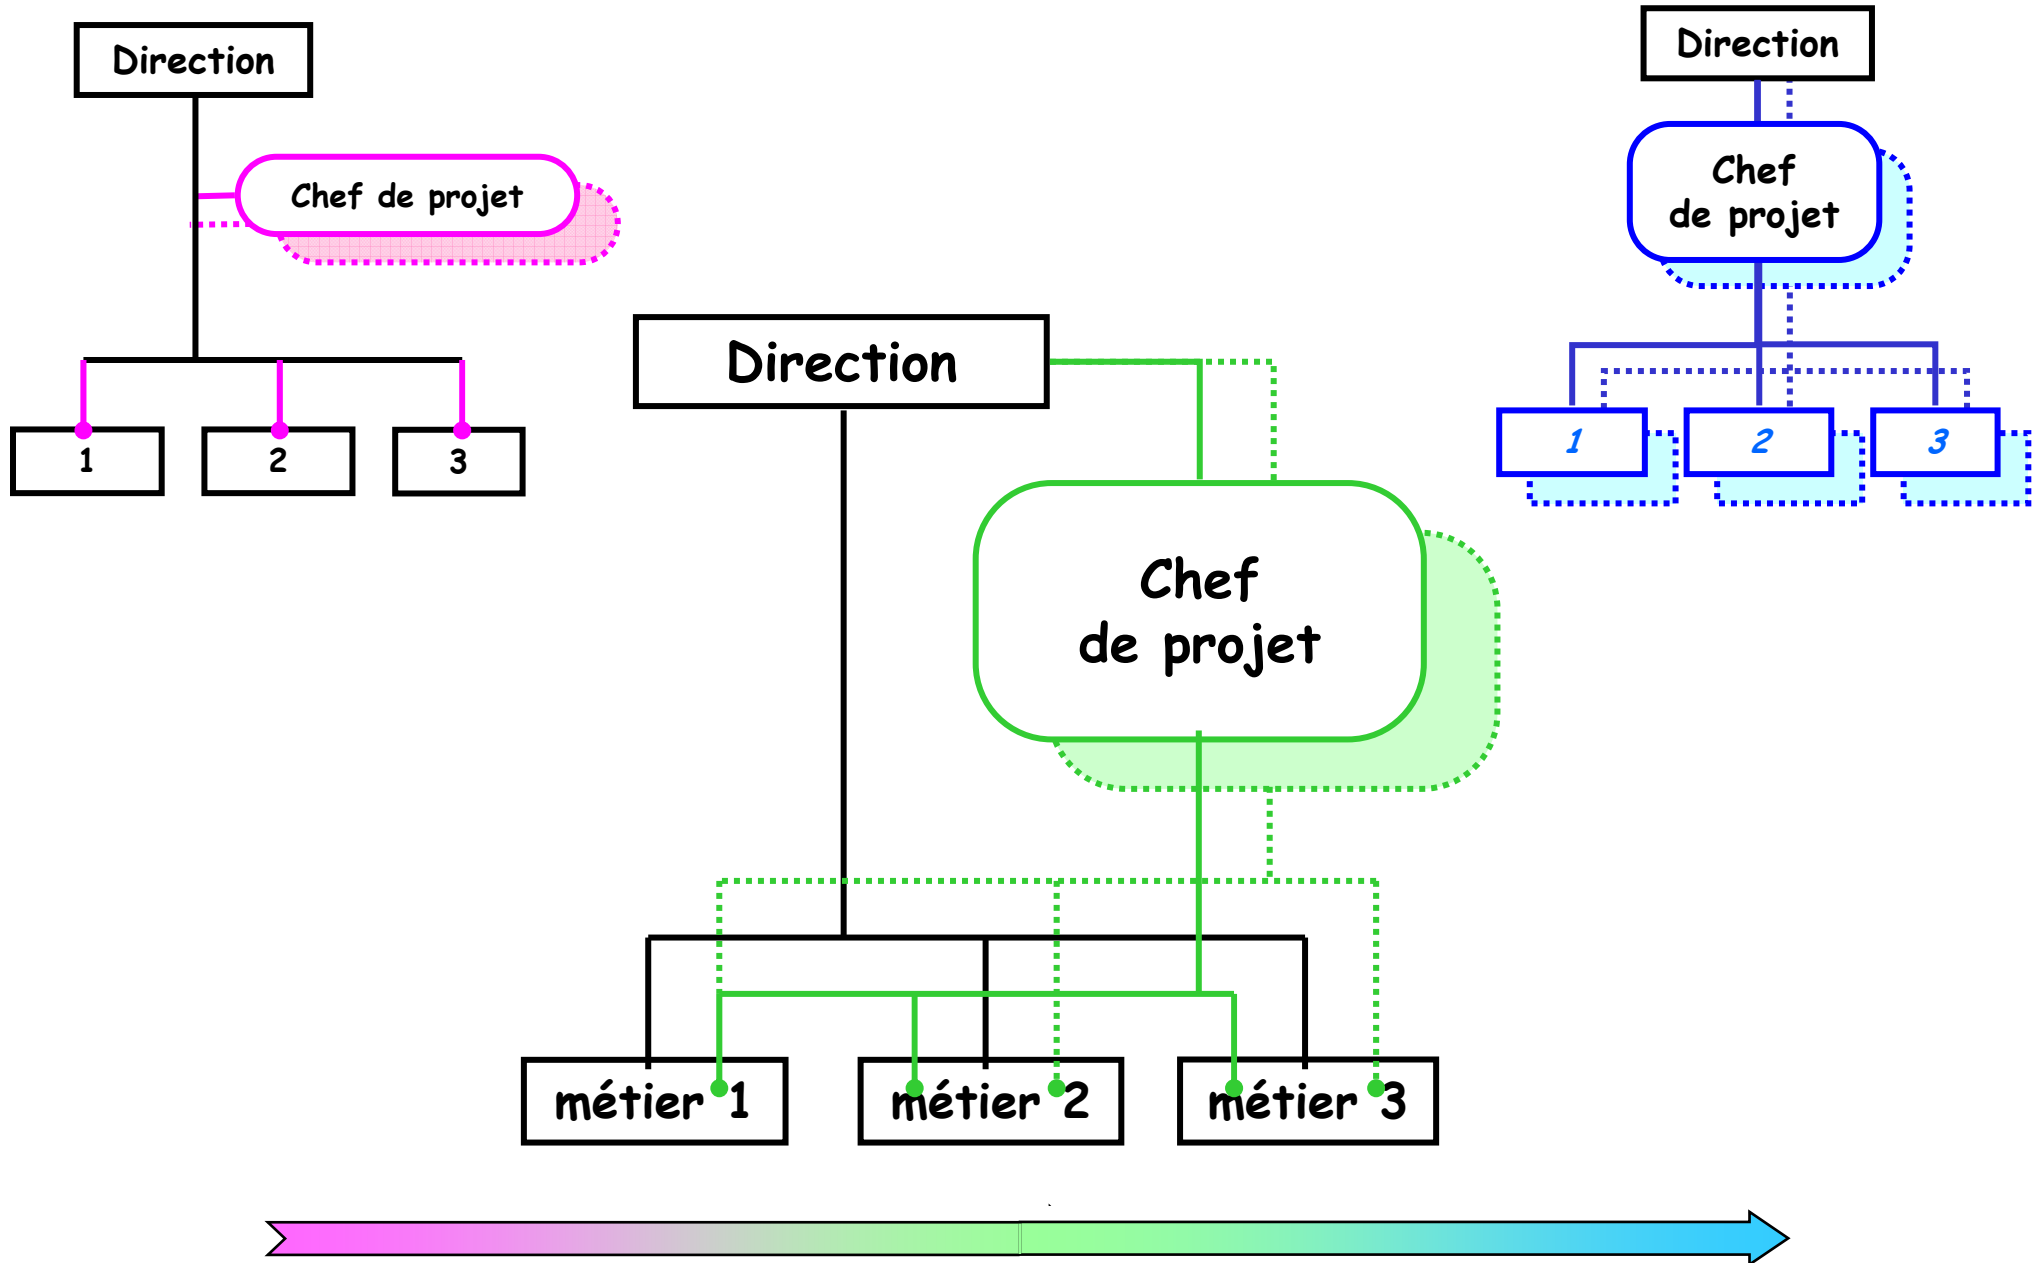 Direction
Chef de projet
1
2
3
Direction
Chef
de projet
métier 1
métier 2
métier 3
Direction
Chef
de projet
1
2
3